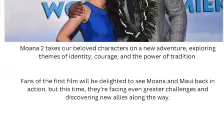 WO
MIERE
Moana 2 takes our beloved characters on a new adventure, exploring
themes of identity, courage, and the power of tradition.
Fans of the first film will be delighted to see Moana and Maui back in
action, but this time, they're facing even greater challenges and
discovering new allies along the way.